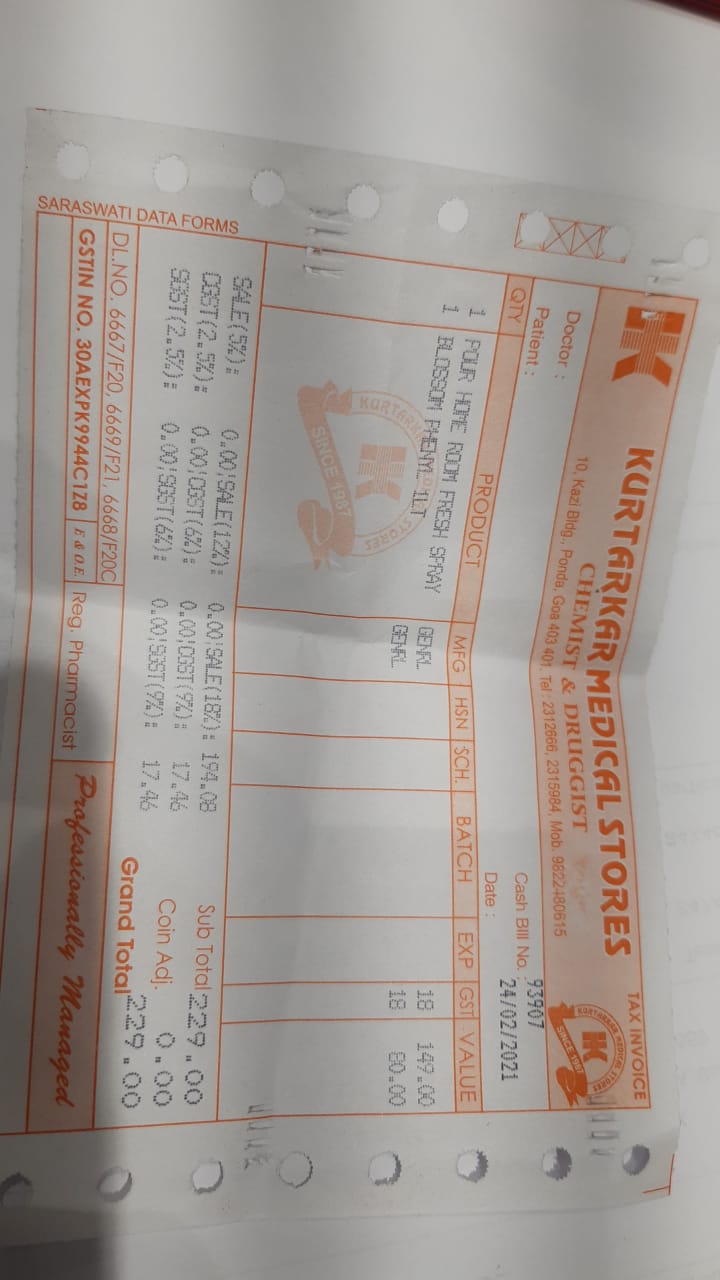 TAX INVOICE
KURTARKAR MEDICAL STORES
CHEMIST & DRUGGIST
10, Kazi Bldg., Ponda, Goa 403 401. Tel: 2312666, 2315984, Mob. 9822480615
KURTARKAR MEDICAL STORES
SINCE 1987
Doctor :
Patient :
Cash Bill No. : 93907
Date : 24/02/2021
QTY PRODUCT MFG HSN SCH. BATCH EXP GST VALUE
1 POUR HOME ROOM FRESH SPRAY GENRL 18 149.00
1 BLOSSOM PHENYL 1LT GENRL 18 80.00
KURTARKAR MEDICAL STORES
SINCE 1987
SALE(5%): 0.00¦SALE(12%): 0.00¦SALE(18%): 194.08
CGST(2.5%): 0.00¦CGST(6%): 0.00¦CGST(9%): 17.46
SGST(2.5%): 0.00¦SGST(6%): 0.00¦SGST(9%): 17.46
Sub Total 229.00
Coin Adj. 0.00
Grand Total 229.00
DL.NO. 6667/F20, 6669/F21, 6668/F20C
GSTIN NO. 30AEXPK9944C1Z8 E & O.E. Reg. Pharmacist
Professionally Managed
SARASWATI DATA FORMS